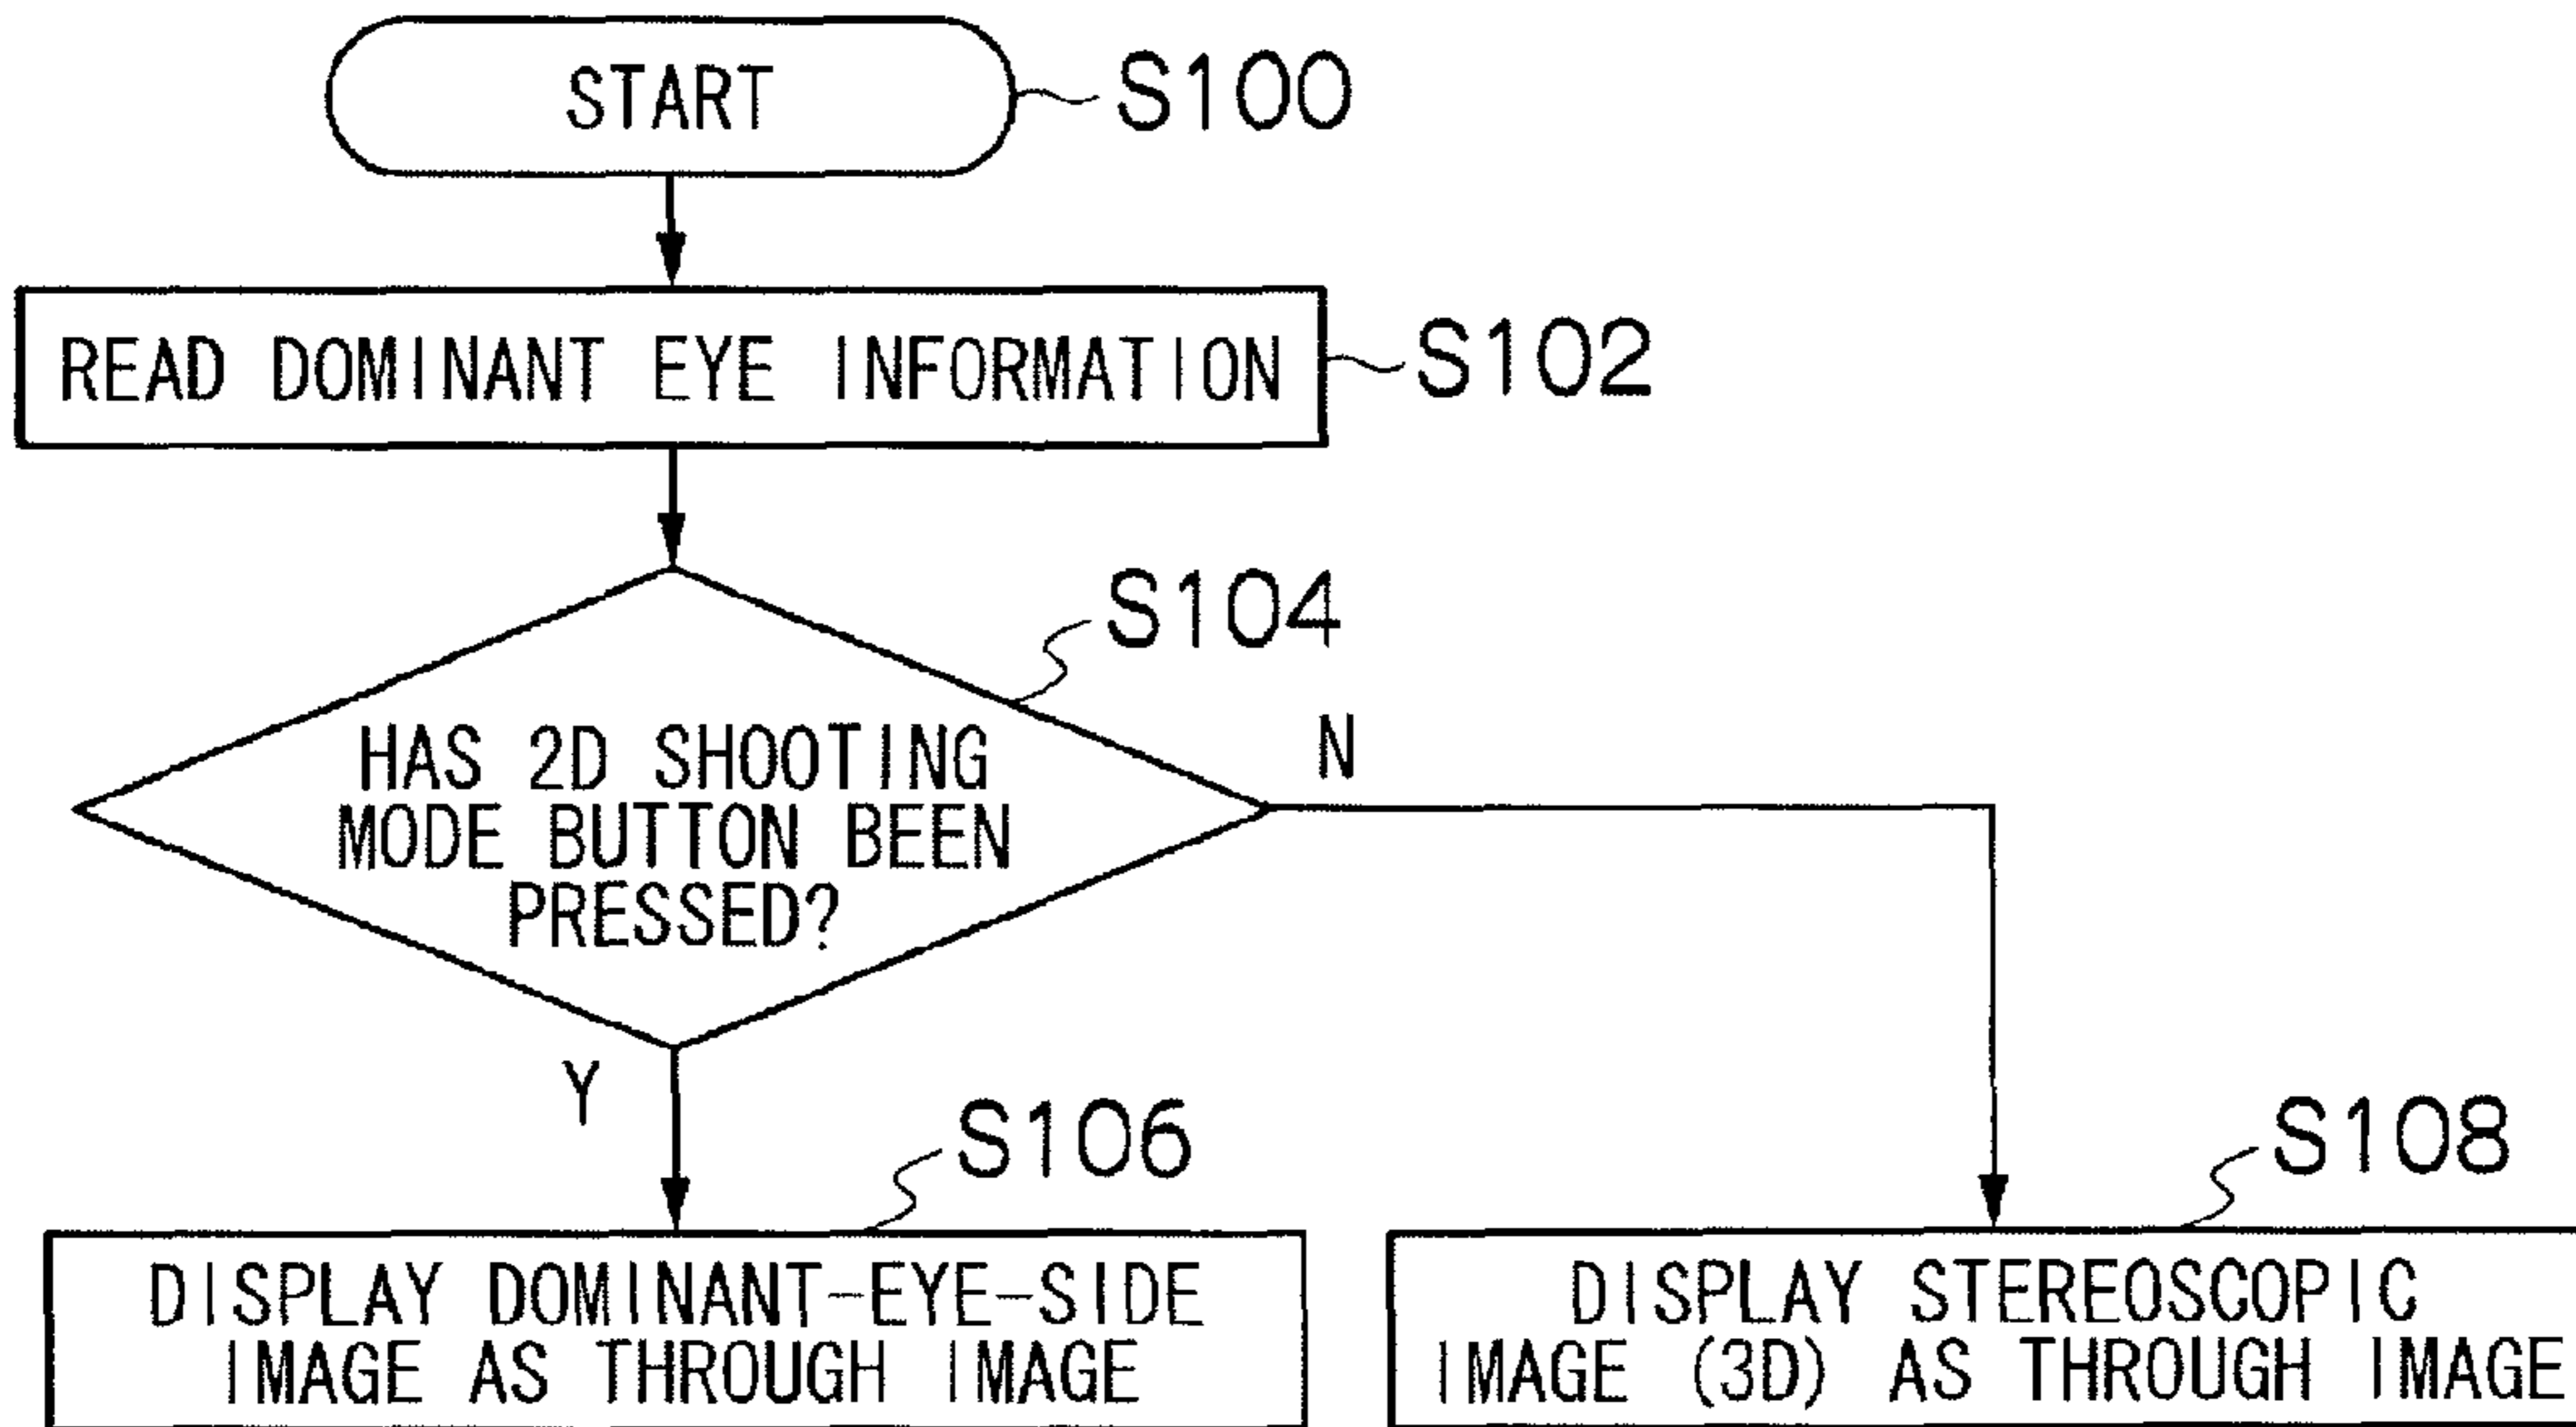 START
S100
READ DOMINANT EYE INFORMATION
S102
S104
HAS 2D SHOOTING
MODE BUTTON BEEN
PRESSED?
N
Y
S106
S108
DISPLAY DOMINANT-EYE-SIDE
IMAGE AS THROUGH IMAGE
DISPLAY STEREOSCOPIC
IMAGE (3D) AS THROUGH IMAGE